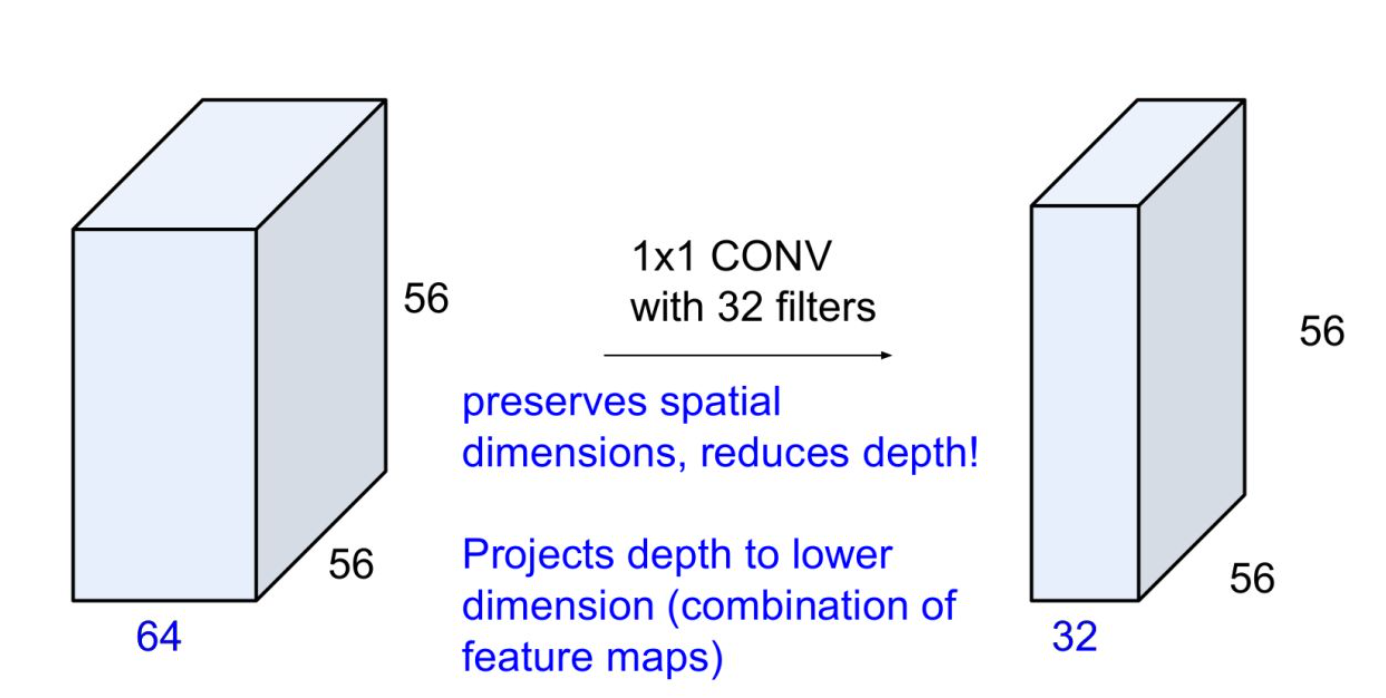 56
56
64
1x1 CONV
with 32 filters
preserves spatial
dimensions, reduces depth!
Projects depth to lower
dimension (combination of
feature maps)
56
56
32